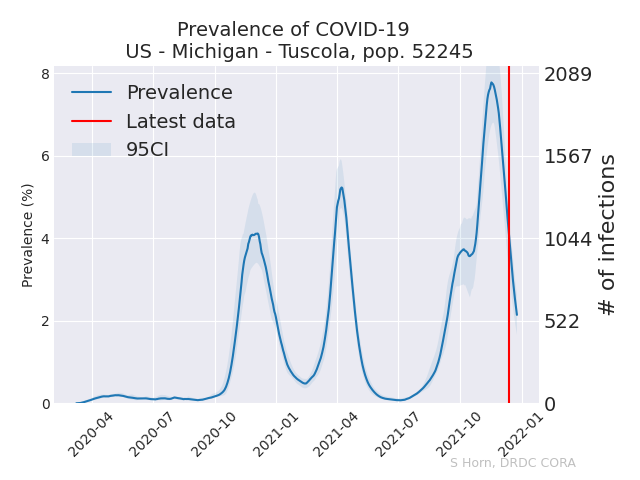 Prevalence of COVID-19
US - Michigan - Tuscola, pop. 52245
Prevalence
Latest data
95CI
Prevalence (%)
8
6
4
2
0
2089
1567
1044
522
0
# of infections
2020-04
2020-07
2020-10
2021-01
2021-04
2021-07
2021-10
2022-01
S Horn, DRDC CORA